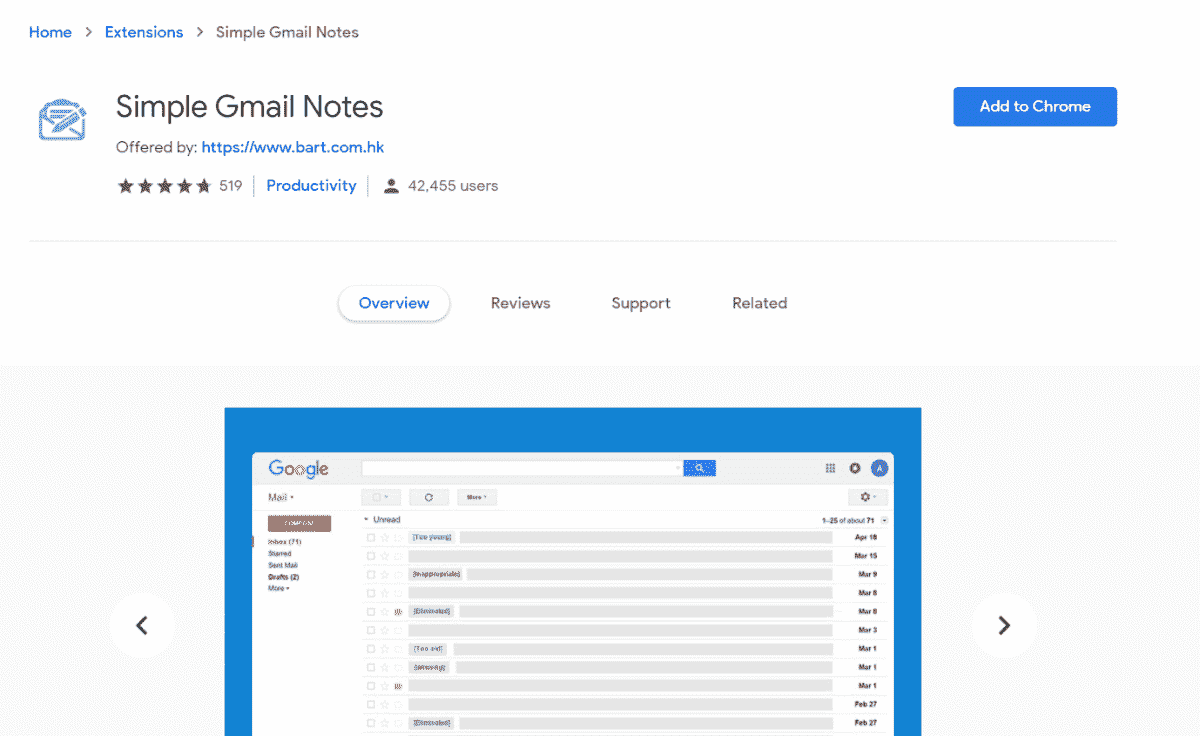 Home > Extensions > Simple Gmail Notes
Simple Gmail Notes
Add to Chrome
Offered by: https://www.bart.com.hk
519 Productivity 42,455 users
Overview Reviews Support Related
Google
A
Mail
More
Unread
1–25 of about 71
Inbox (71)
Starred
Sent Mail
Drafts (2)
More
[Too young] Apr 18
Mar 15
[Inappropriate] Mar 9
Mar 8
[Eliminated] Mar 8
Mar 3
[Too old] Mar 1
Mar 1
Mar 1
Feb 27
[Eliminated] Feb 27